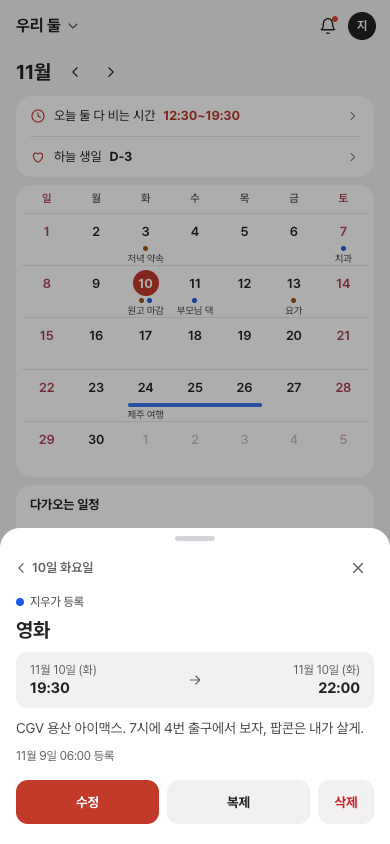 우리 둘
지
11월
오늘 둘 다 비는 시간 12:30~19:30
하늘 생일 D-3
일 월 화 수 목 금 토
1 2 3 4 5 6 7
저녁 약속 치과
8 9 10 11 12 13 14
원고 마감 부모님 댁 요가
15 16 17 18 19 20 21
22 23 24 25 26 27 28
제주 여행
29 30 1 2 3 4 5
다가오는 일정
10일 화요일
지우가 등록
영화
11월 10일 (화) 11월 10일 (화)
19:30 → 22:00
CGV 용산 아이맥스. 7시에 4번 출구에서 보자, 팝콘은 내가 살게.
11월 9일 06:00 등록
수정 복제 삭제